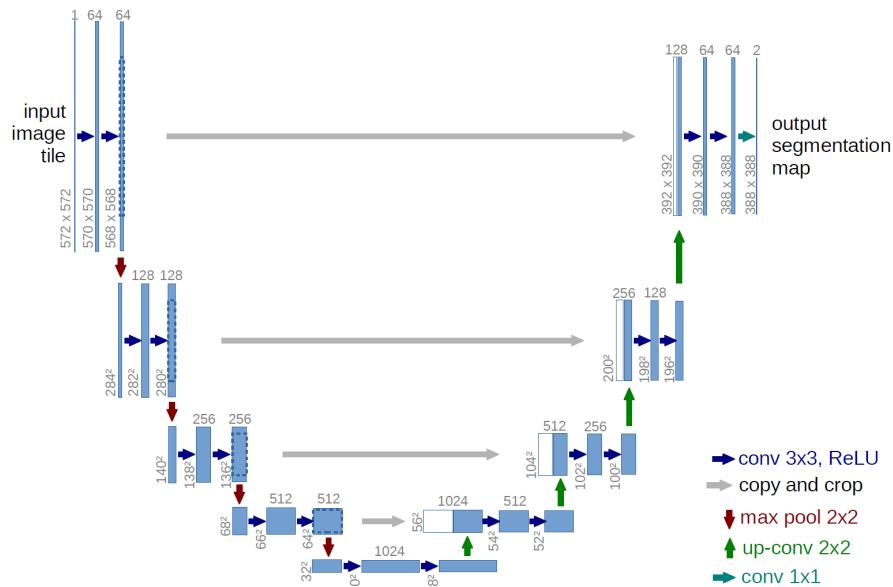 1 64 64
128 64 64 2
input
image
tile
output
segmentation
map
572 x 572
570 x 570
568 x 568
392 x 392
390 x 390
388 x 388
388 x 388
128 128
256 128
284²
282²
280²
200²
198²
196²
256 256
512 256
140²
138²
136²
104²
102²
100²
512 512
1024 512
68²
66²
64²
56²
54²
52²
1024
32²
0²
8²
conv 3x3, ReLU
copy and crop
max pool 2x2
up-conv 2x2
conv 1x1